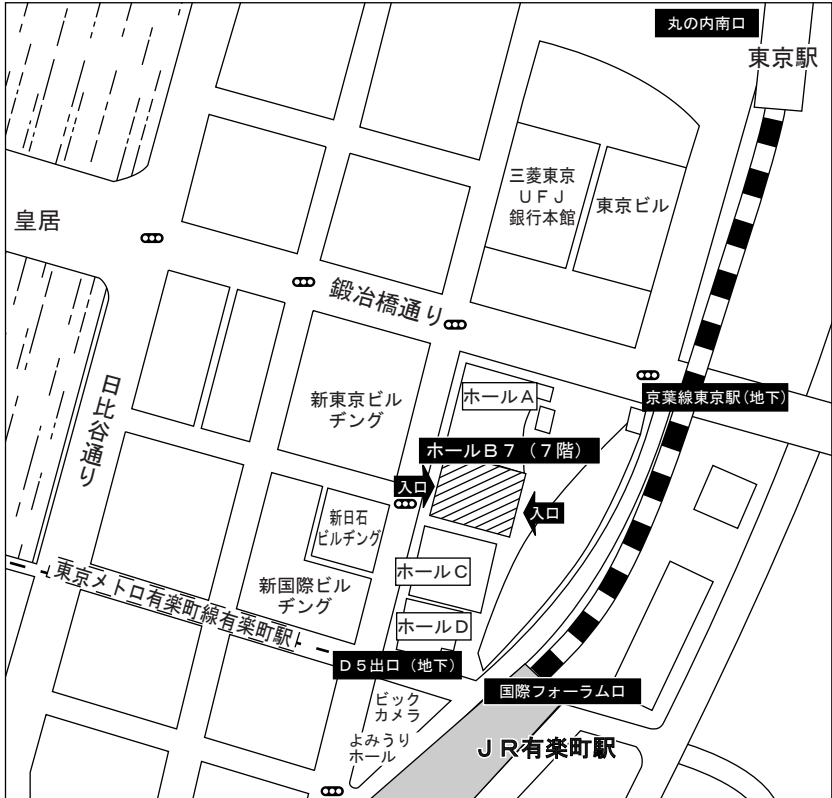 丸の内南口
東京駅
三菱東京
ＵＦＪ
銀行本館
東京ビル
皇居
鍛冶橋通り
日比谷通り
新東京ビル
ヂング
ホールＡ
京葉線東京駅(地下)
ホールＢ７（７階）
入口
入口
新日石
ビルヂング
ホールＣ
新国際ビル
ヂング
東京メトロ有楽町線有楽町駅
ホールＤ
Ｄ５出口（地下）
国際フォーラム口
ビック
カメラ
よみうり
ホール
ＪＲ有楽町駅